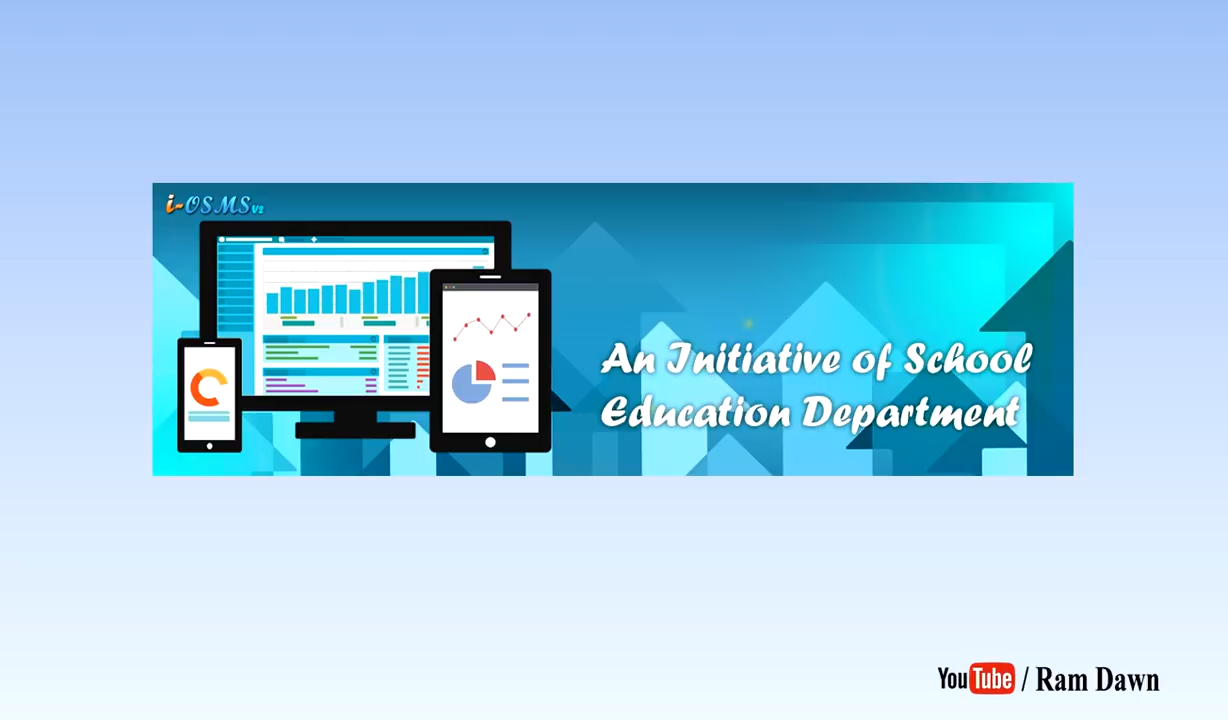 i-OSMS V2
An Initiative of School
Education Department
YouTube / Ram Dawn